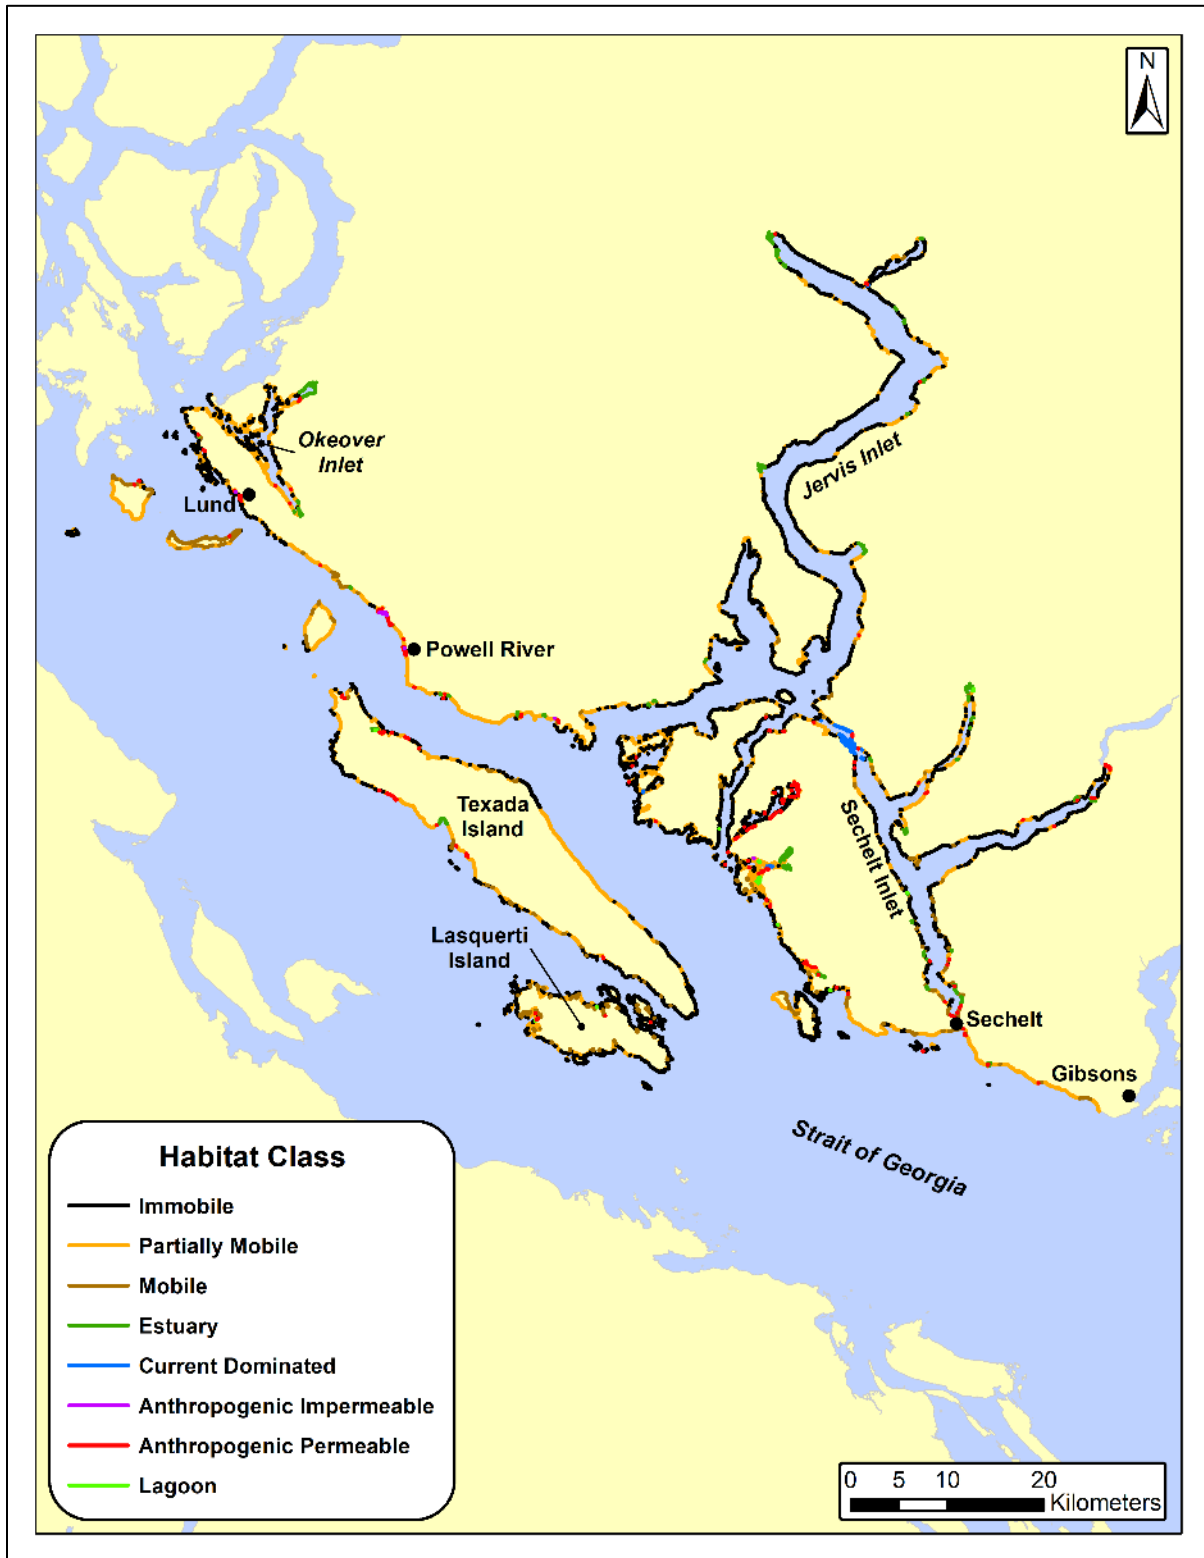 N
Okeover
Inlet
Jervis Inlet
Lund
Powell River
Texada
Island
Sechelt Inlet
Lasquerti
Island
Sechelt
Gibsons
Strait of Georgia
Habitat Class
Immobile
Partially Mobile
Mobile
Estuary
Current Dominated
Anthropogenic Impermeable
Anthropogenic Permeable
Lagoon
0 5 10 20
Kilometers